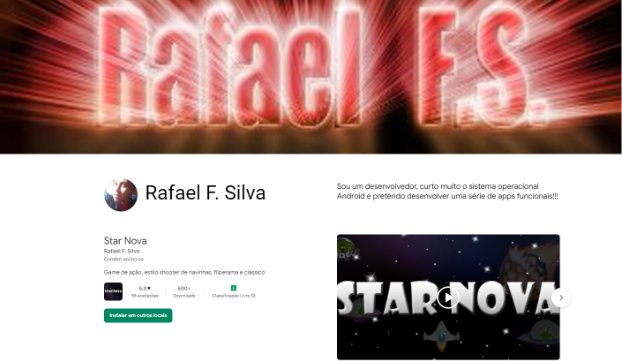 Rafael F.S.
Rafael F. Silva
Sou um desenvolvedor, curto muito o sistema operacional
Android e pretendo desenvolver uma série de apps funcionais!!!
Star Nova
Rafael F. Silva
Contém anúncios
Game de ação, estilo shooter de navinhas, fliperama e clássico
5,0★
500+
L
avaliações
Downloads
Classificação Livre
Instalar em outros locais
STAR NOVA